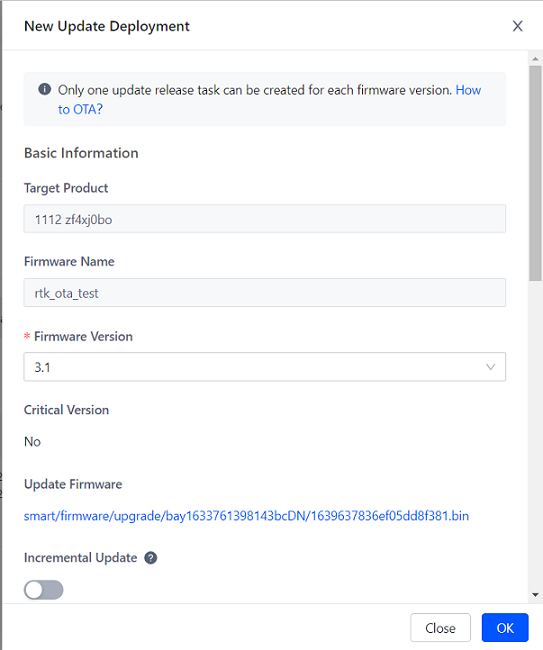 New Update Deployment
Only one update release task can be created for each firmware version. How
to OTA?
Basic Information
Target Product
1112 zf4xj0bo
Firmware Name
rtk_ota_test
* Firmware Version
3.1
Critical Version
No
Update Firmware
smart/firmware/upgrade/bay1633761398143bcDN/1639637836ef05dd8f381.bin
Incremental Update ?
Close OK